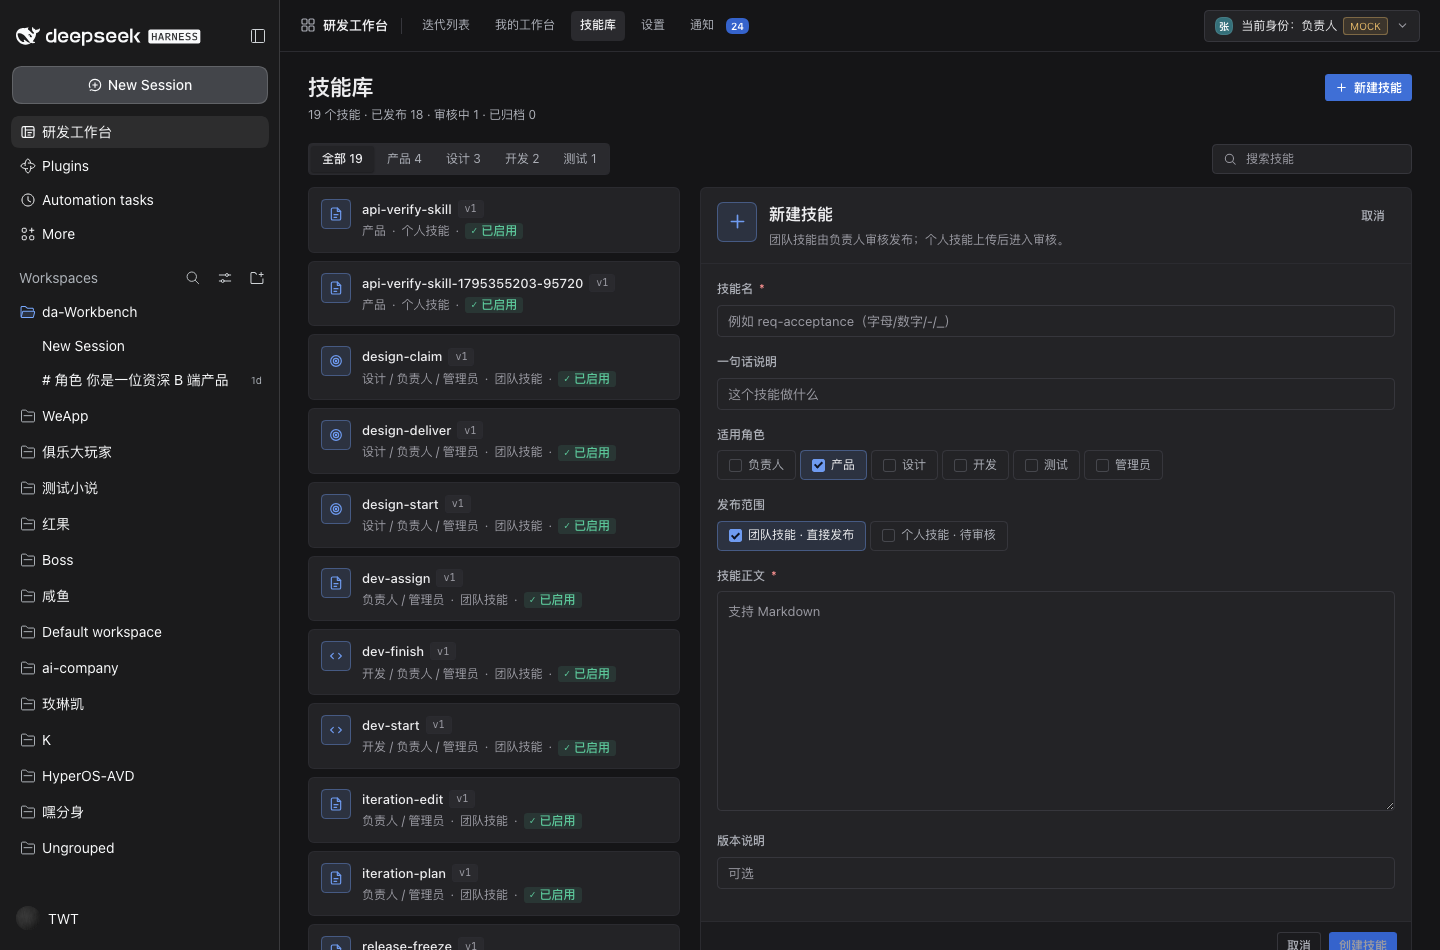 deepseek HARNESS
New Session
研发工作台
Plugins
Automation tasks
More
Workspaces
da-Workbench
New Session
# 角色 你是一位资深 B 端产品 1d
WeApp
俱乐大玩家
测试小说
红果
Boss
咸鱼
Default workspace
ai-company
玫琳凯
K
HyperOS-AVD
嘿分身
Ungrouped
TWT
研发工作台 迭代列表 我的工作台 技能库 设置 通知 24
张 当前身份：负责人 MOCK
技能库
19 个技能 · 已发布 18 · 审核中 1 · 已归档 0
+ 新建技能
全部 19 产品 4 设计 3 开发 2 测试 1
搜索技能
api-verify-skill v1
产品 · 个人技能 · ✓ 已启用
api-verify-skill-1795355203-95720 v1
产品 · 个人技能 · ✓ 已启用
design-claim v1
设计 / 负责人 / 管理员 · 团队技能 · ✓ 已启用
design-deliver v1
设计 / 负责人 / 管理员 · 团队技能 · ✓ 已启用
design-start v1
设计 / 负责人 / 管理员 · 团队技能 · ✓ 已启用
dev-assign v1
负责人 / 管理员 · 团队技能 · ✓ 已启用
dev-finish v1
开发 / 负责人 / 管理员 · 团队技能 · ✓ 已启用
dev-start v1
开发 / 负责人 / 管理员 · 团队技能 · ✓ 已启用
iteration-edit v1
负责人 / 管理员 · 团队技能 · ✓ 已启用
iteration-plan v1
负责人 / 管理员 · 团队技能 · ✓ 已启用
release-freeze v1
新建技能
取消
团队技能由负责人审核发布；个人技能上传后进入审核。
技能名 *
例如 req-acceptance（字母/数字/-/_）
一句话说明
这个技能做什么
适用角色
负责人 产品 设计 开发 测试 管理员
发布范围
团队技能 · 直接发布 个人技能 · 待审核
技能正文 *
支持 Markdown
版本说明
可选
取消 创建技能